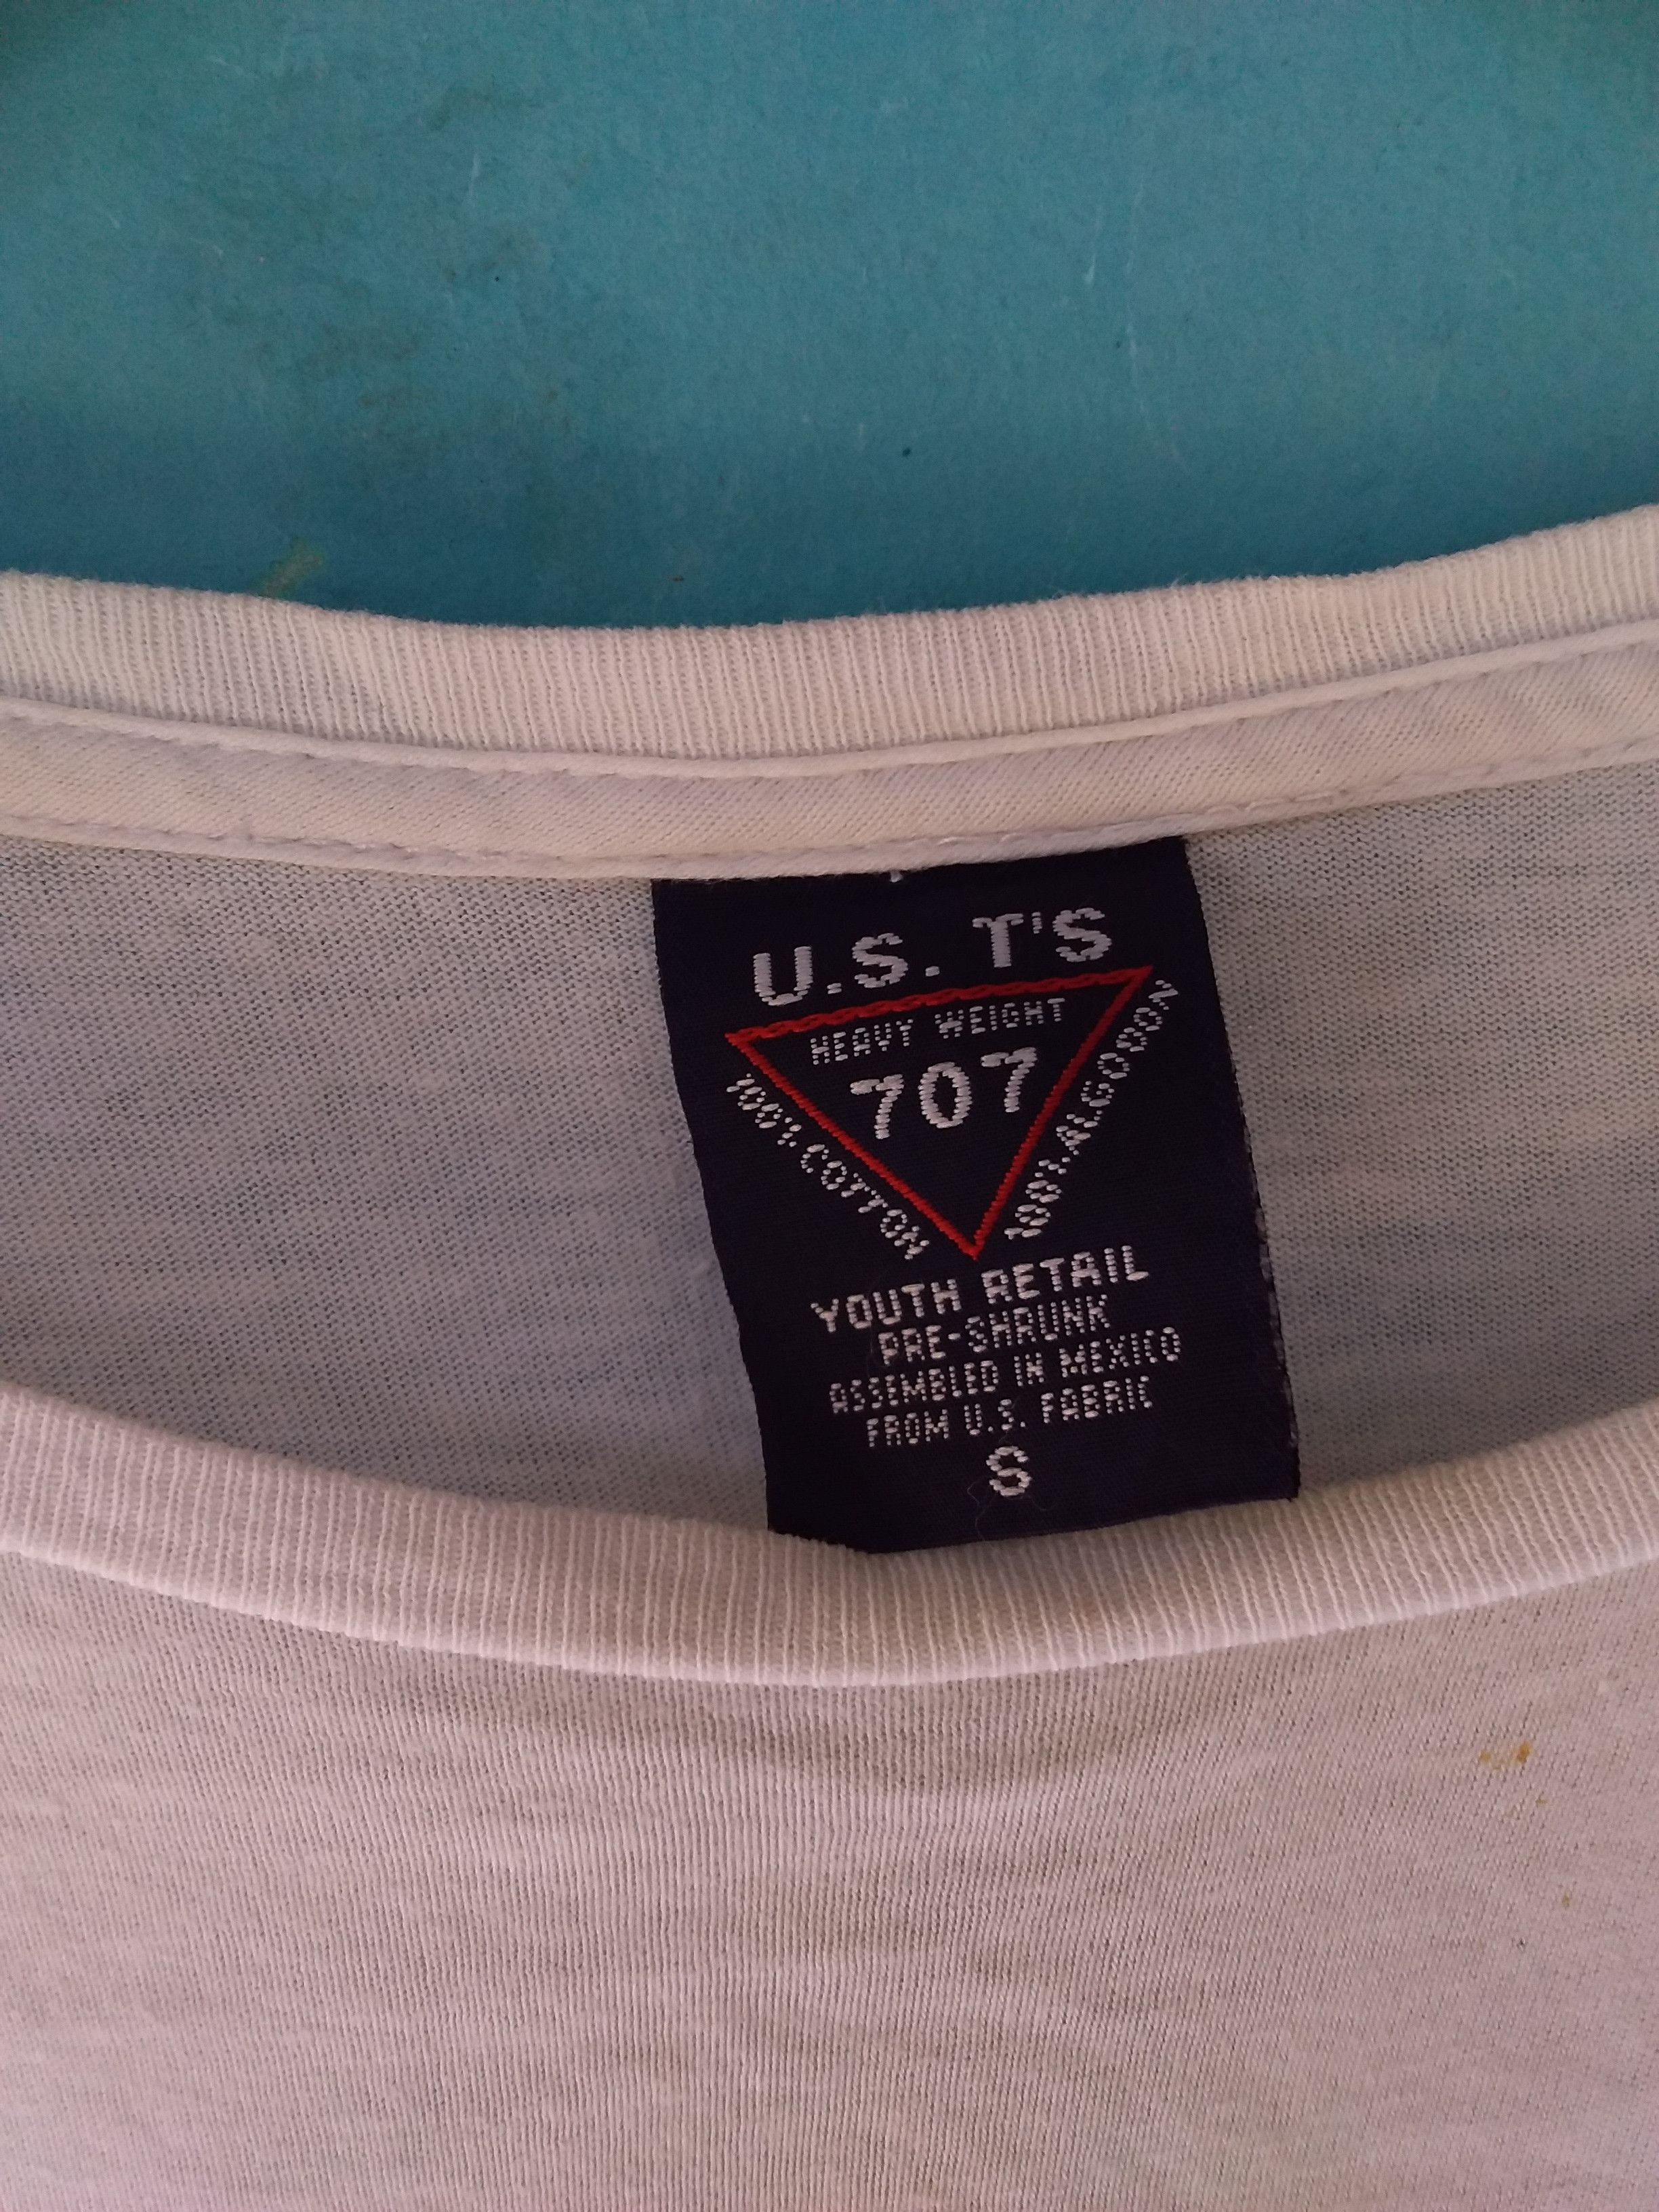 U.S. T'S
HEAVY WEIGHT
707
100% COTTON
100% ALGODON
YOUTH RETAIL
PRE-SHRUNK
ASSEMBLED IN MEXICO
FROM U.S. FABRIC
S